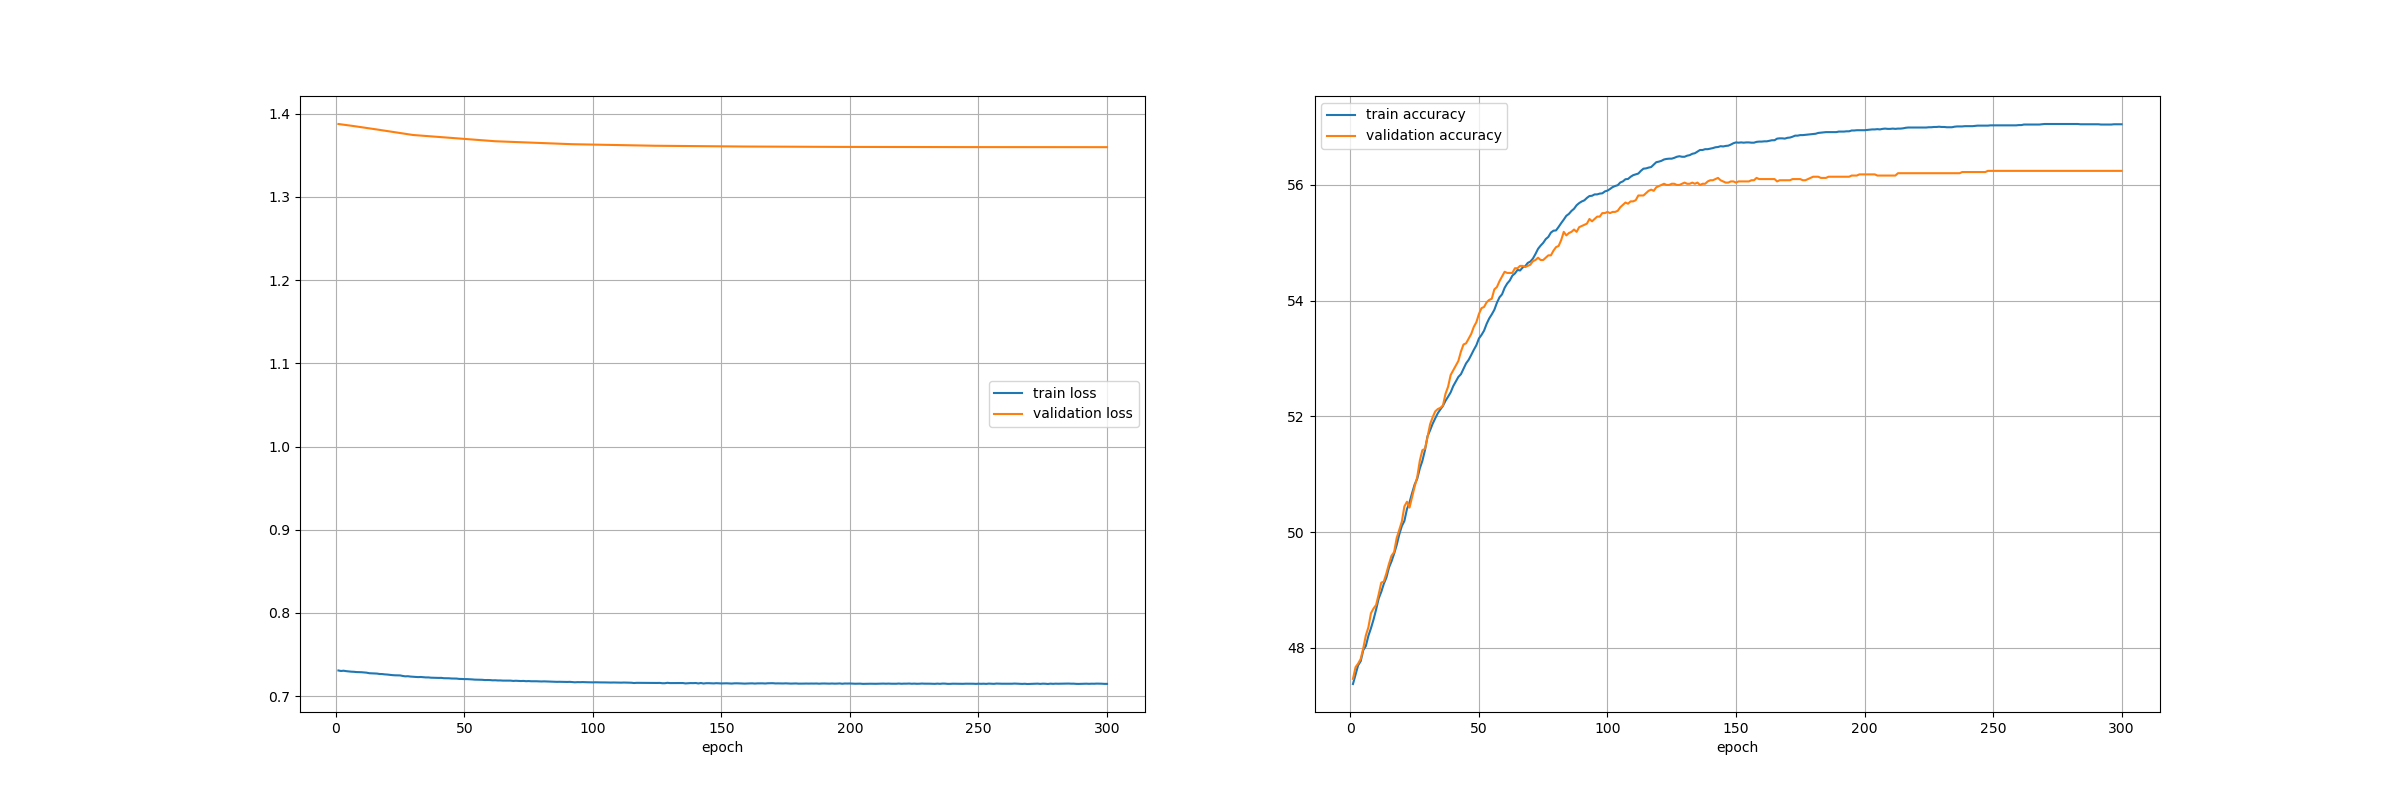 1.4
1.3
1.2
1.1
1.0
0.9
0.8
0.7
0 50 100 150 200 250 300
epoch
train loss
validation loss
train accuracy
validation accuracy
56
54
52
50
48
0 50 100 150 200 250 300
epoch